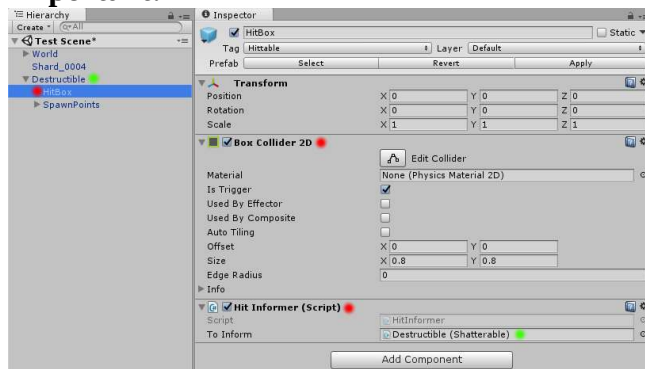 Hierarchy
Create
All
Test Scene*
World
Shard_0004
Destructible
HitBox
SpawnPoints
Inspector
HitBox
Static
Tag Hittable Layer Default
Prefab Select Revert Apply
Transform
Position X 0 Y 0 Z 0
Rotation X 0 Y 0 Z 0
Scale X 1 Y 1 Z 1
Box Collider 2D
Edit Collider
Material None (Physics Material 2D)
Is Trigger
Used By Effector
Used By Composite
Auto Tiling
Offset X 0 Y 0
Size X 0.8 Y 0.8
Edge Radius 0
Info
Hit Informer (Script)
Script HitInformer
To Inform Destructible (Shatterable)
Add Component